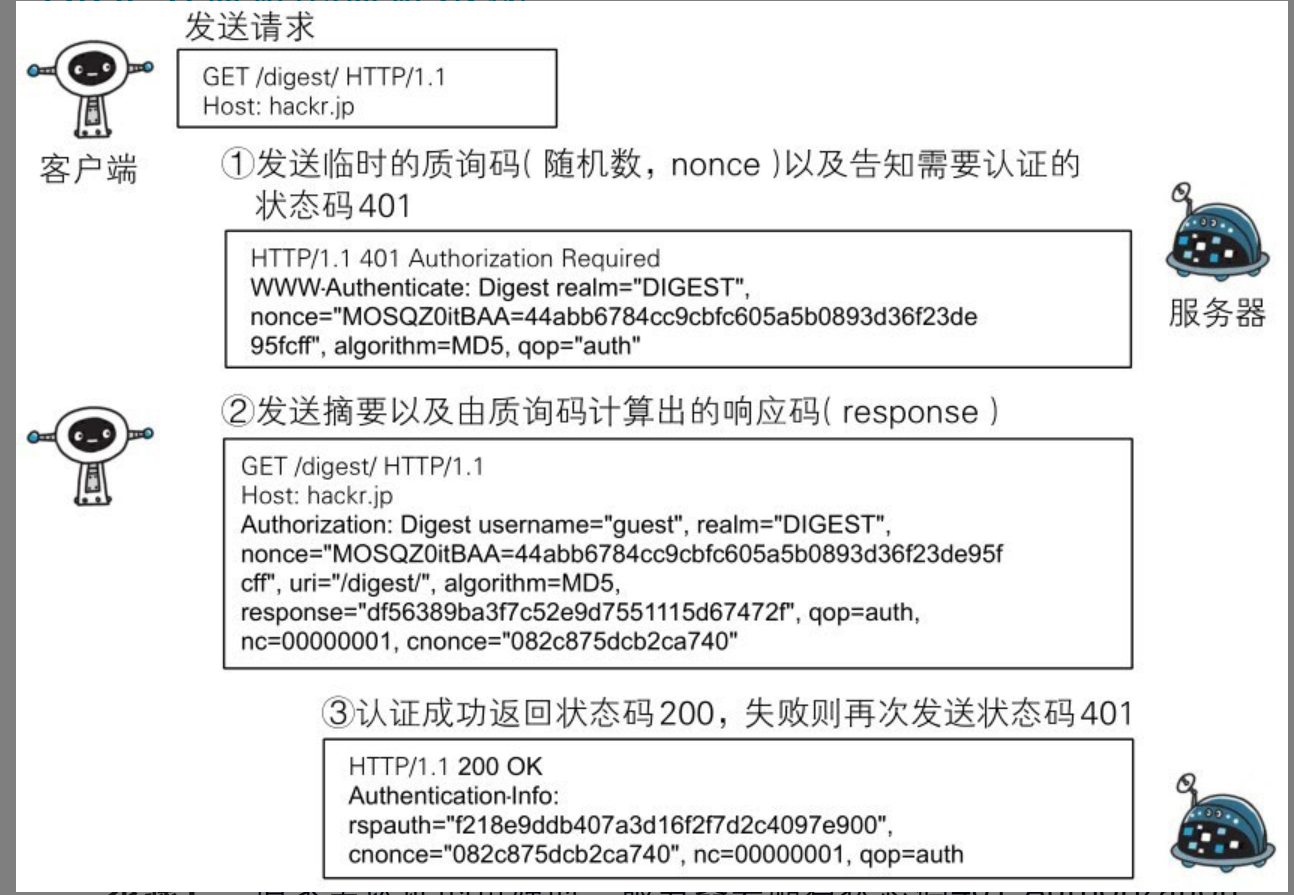 发送请求
GET /digest/ HTTP/1.1
Host: hackr.jp
客户端
①发送临时的质询码( 随机数，nonce )以及告知需要认证的
状态码401
HTTP/1.1 401 Authorization Required
WWW-Authenticate: Digest realm="DIGEST",
nonce="MOSQZ0itBAA=44abb6784cc9cbfc605a5b0893d36f23de
95fcff", algorithm=MD5, qop="auth"
服务器
②发送摘要以及由质询码计算出的响应码( response )
GET /digest/ HTTP/1.1
Host: hackr.jp
Authorization: Digest username="guest", realm="DIGEST",
nonce="MOSQZ0itBAA=44abb6784cc9cbfc605a5b0893d36f23de95f
cff", uri="/digest/", algorithm=MD5,
response="df56389ba3f7c52e9d7551115d67472f", qop=auth,
nc=00000001, cnonce="082c875dcb2ca740"
③认证成功返回状态码200，失败则再次发送状态码401
HTTP/1.1 200 OK
Authentication-Info:
rspauth="f218e9ddb407a3d16f2f7d2c4097e900",
cnonce="082c875dcb2ca740", nc=00000001, qop=auth